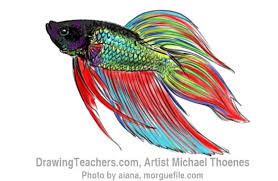 DrawingTeachers.com, Artist Michael Thoenes
Photo by aiana, morguefile.com